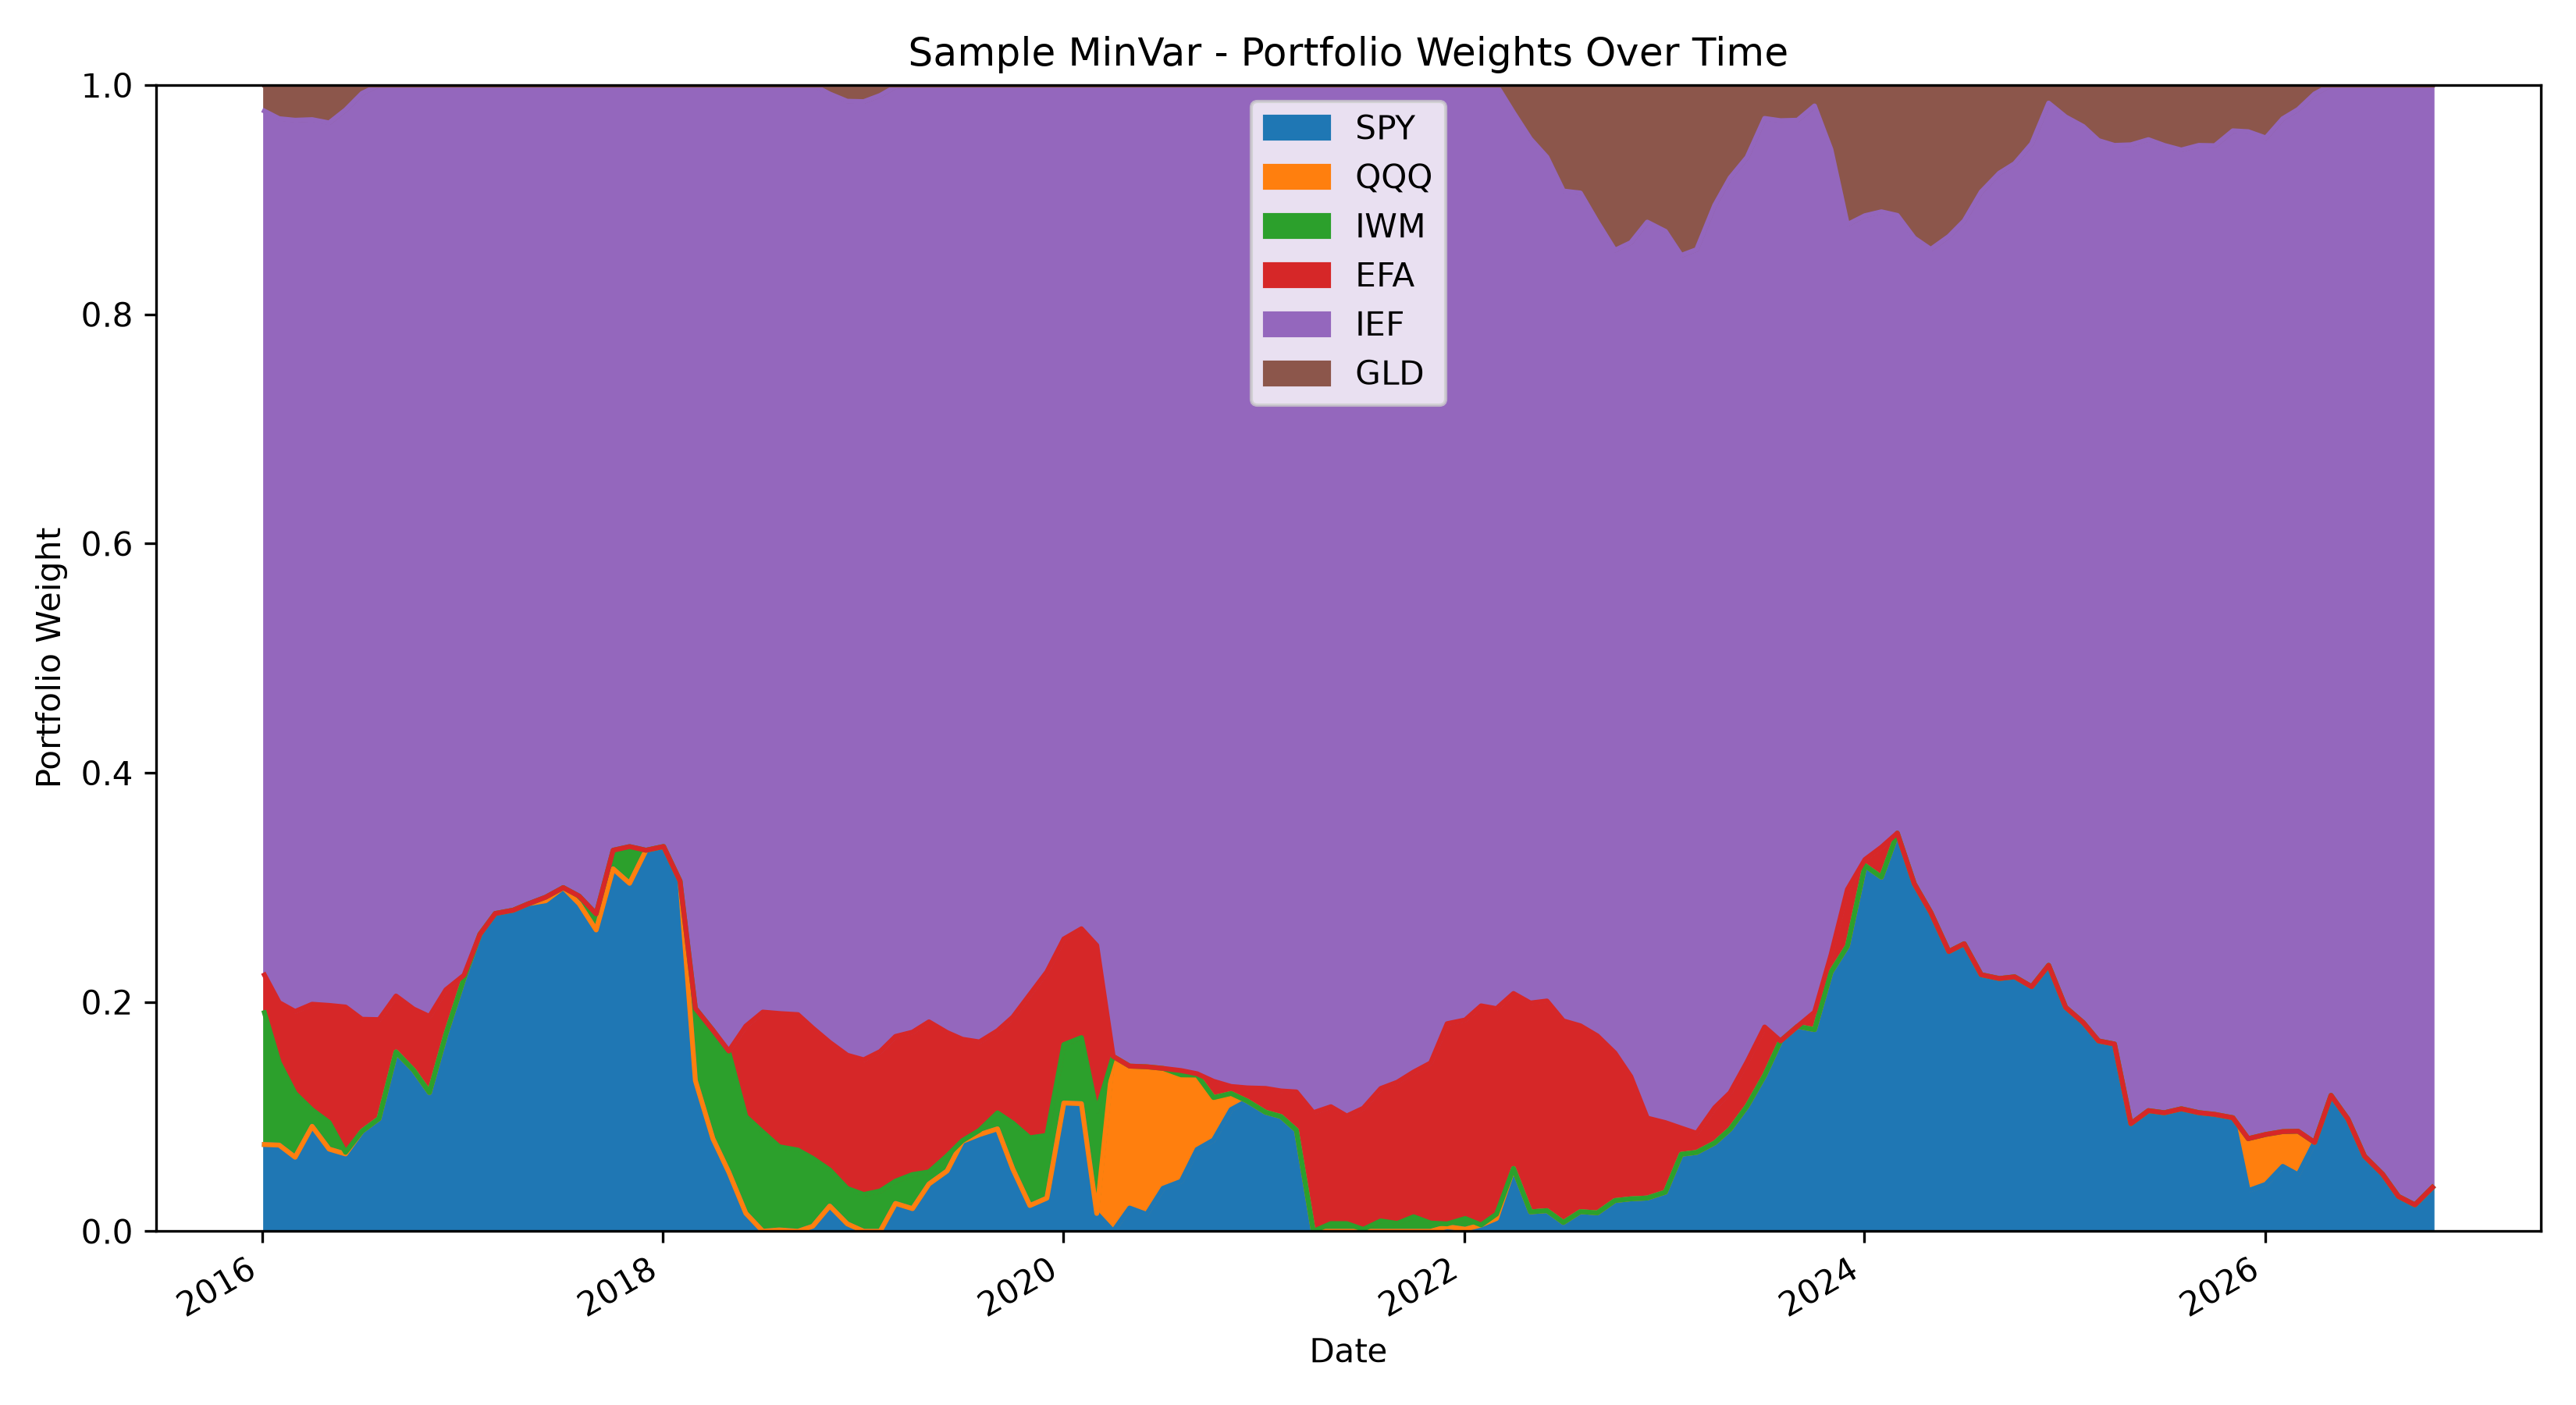 Sample MinVar - Portfolio Weights Over Time
Portfolio Weight
1.0
0.8
0.6
0.4
0.2
0.0
SPY
QQQ
IWM
EFA
IEF
GLD
2016 2018 2020 2022 2024 2026
Date